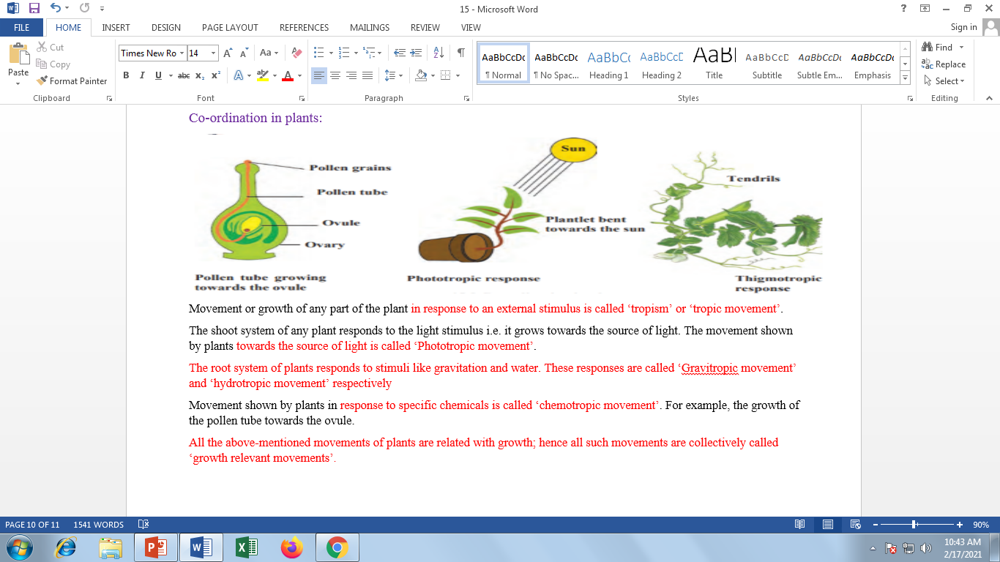 15 - Microsoft Word
FILE HOME INSERT DESIGN PAGE LAYOUT REFERENCES MAILINGS REVIEW VIEW Sign in
Paste
Cut
Copy
Format Painter
Clipboard
Times New Ro 14
Font
Paragraph
AaBbCcDc AaBbCcDc AaBbCc AaBbCcD AaBl AaBbCcD AaBbCcDc AaBbCcDc
¶ Normal ¶ No Spac... Heading 1 Heading 2 Title Subtitle Subtle Em... Emphasis
Styles
Find
Replace
Select
Editing
Co-ordination in plants:
Pollen grains
Pollen tube
Ovule
Ovary
Pollen tube growing
towards the ovule
Sun
Plantlet bent
towards the sun
Phototropic response
Tendrils
Thigmotropic
response
Movement or growth of any part of the plant in response to an external stimulus is called ‘tropism’ or ‘tropic movement’.
The shoot system of any plant responds to the light stimulus i.e. it grows towards the source of light. The movement shown
by plants towards the source of light is called ‘Phototropic movement’.
The root system of plants responds to stimuli like gravitation and water. These responses are called ‘Gravitropic movement’
and ‘hydrotropic movement’ respectively
Movement shown by plants in response to specific chemicals is called ‘chemotropic movement’. For example, the growth of
the pollen tube towards the ovule.
All the above-mentioned movements of plants are related with growth; hence all such movements are collectively called
‘growth relevant movements’.
PAGE 10 OF 11 1541 WORDS 90%
10:43 AM
2/17/2021